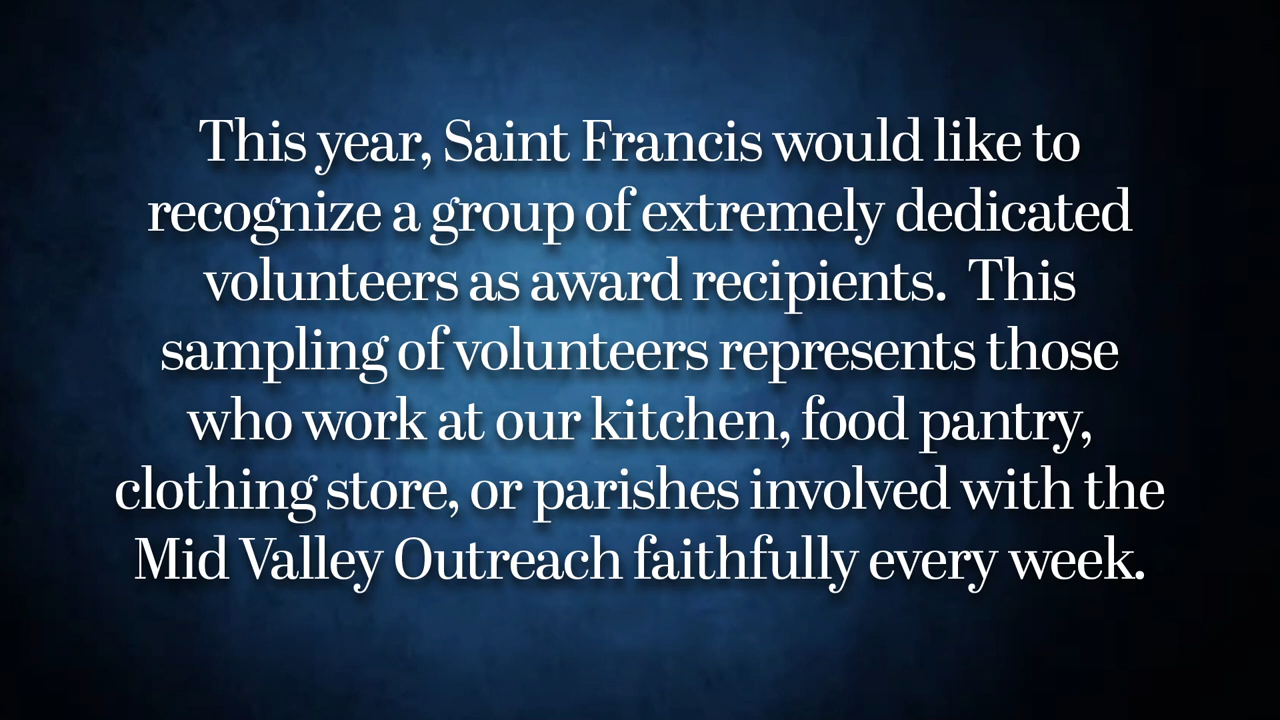 This year, Saint Francis would like to
recognize a group of extremely dedicated
volunteers as award recipients.  This
sampling of volunteers represents those
who work at our kitchen, food pantry,
clothing store, or parishes involved with the
Mid Valley Outreach faithfully every week.